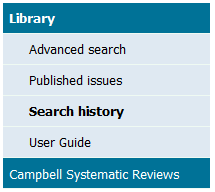 Library
Advanced search
Published issues
Search history
User Guide
Campbell Systematic Reviews